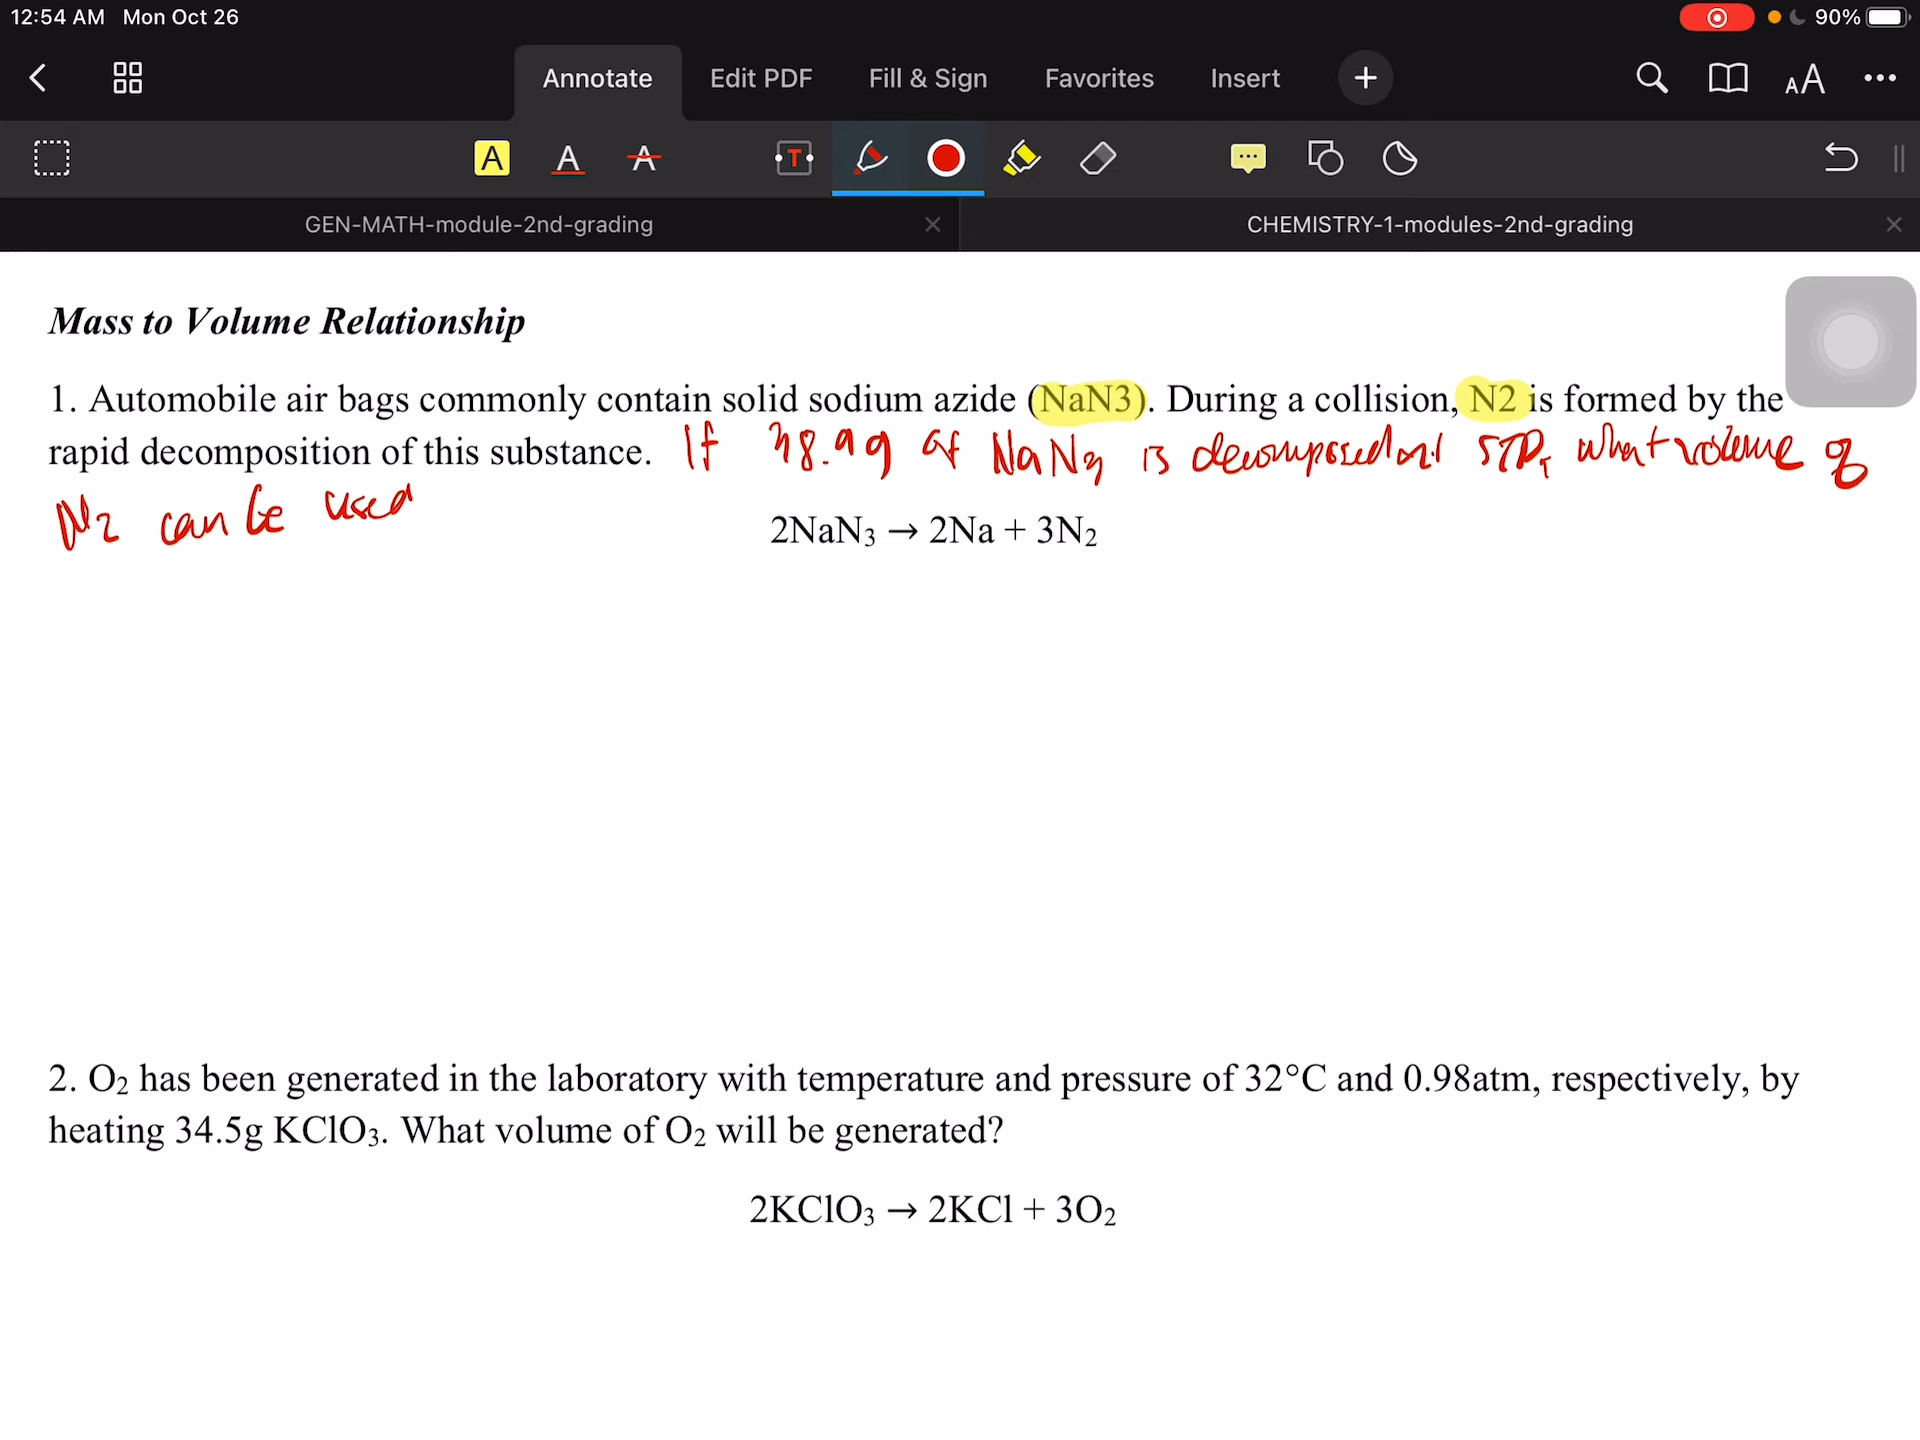 12:54 AM Mon Oct 26
90%
Annotate Edit PDF Fill & Sign Favorites Insert
AA
A A A T
GEN-MATH-module-2nd-grading CHEMISTRY-1-modules-2nd-grading
Mass to Volume Relationship
1. Automobile air bags commonly contain solid sodium azide (NaN3). During a collision, N2 is formed by the
rapid decomposition of this substance. If 38.9g of NaN3 is decomposed at STP, what volume of
N2 can be used
2NaN₃ → 2Na + 3N₂
2. O₂ has been generated in the laboratory with temperature and pressure of 32°C and 0.98atm, respectively, by
heating 34.5g KClO₃. What volume of O₂ will be generated?
2KClO₃ → 2KCl + 3O₂